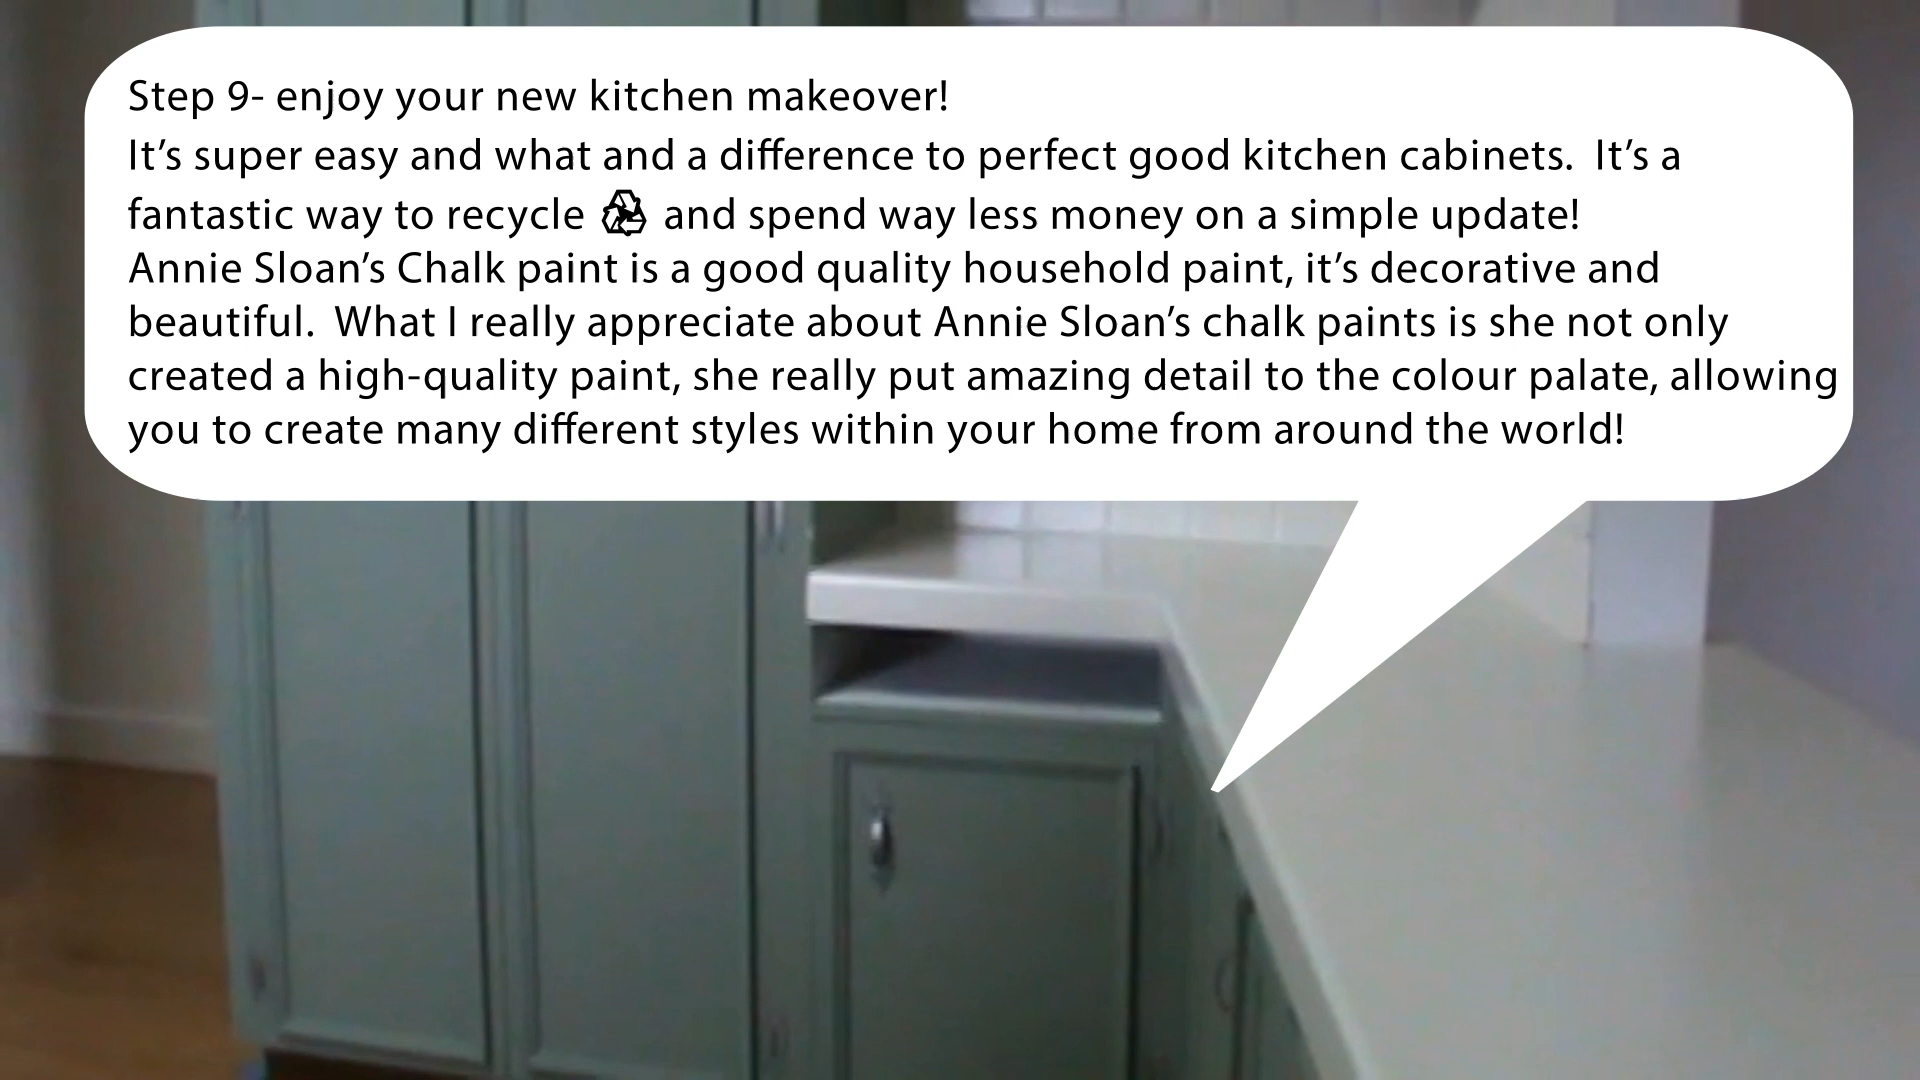 Step 9- enjoy your new kitchen makeover!
It’s super easy and what and a difference to perfect good kitchen cabinets.  It’s a
fantastic way to recycle ♻ and spend way less money on a simple update!
Annie Sloan’s Chalk paint is a good quality household paint, it’s decorative and
beautiful.  What I really appreciate about Annie Sloan’s chalk paints is she not only
created a high-quality paint, she really put amazing detail to the colour palate, allowing
you to create many different styles within your home from around the world!